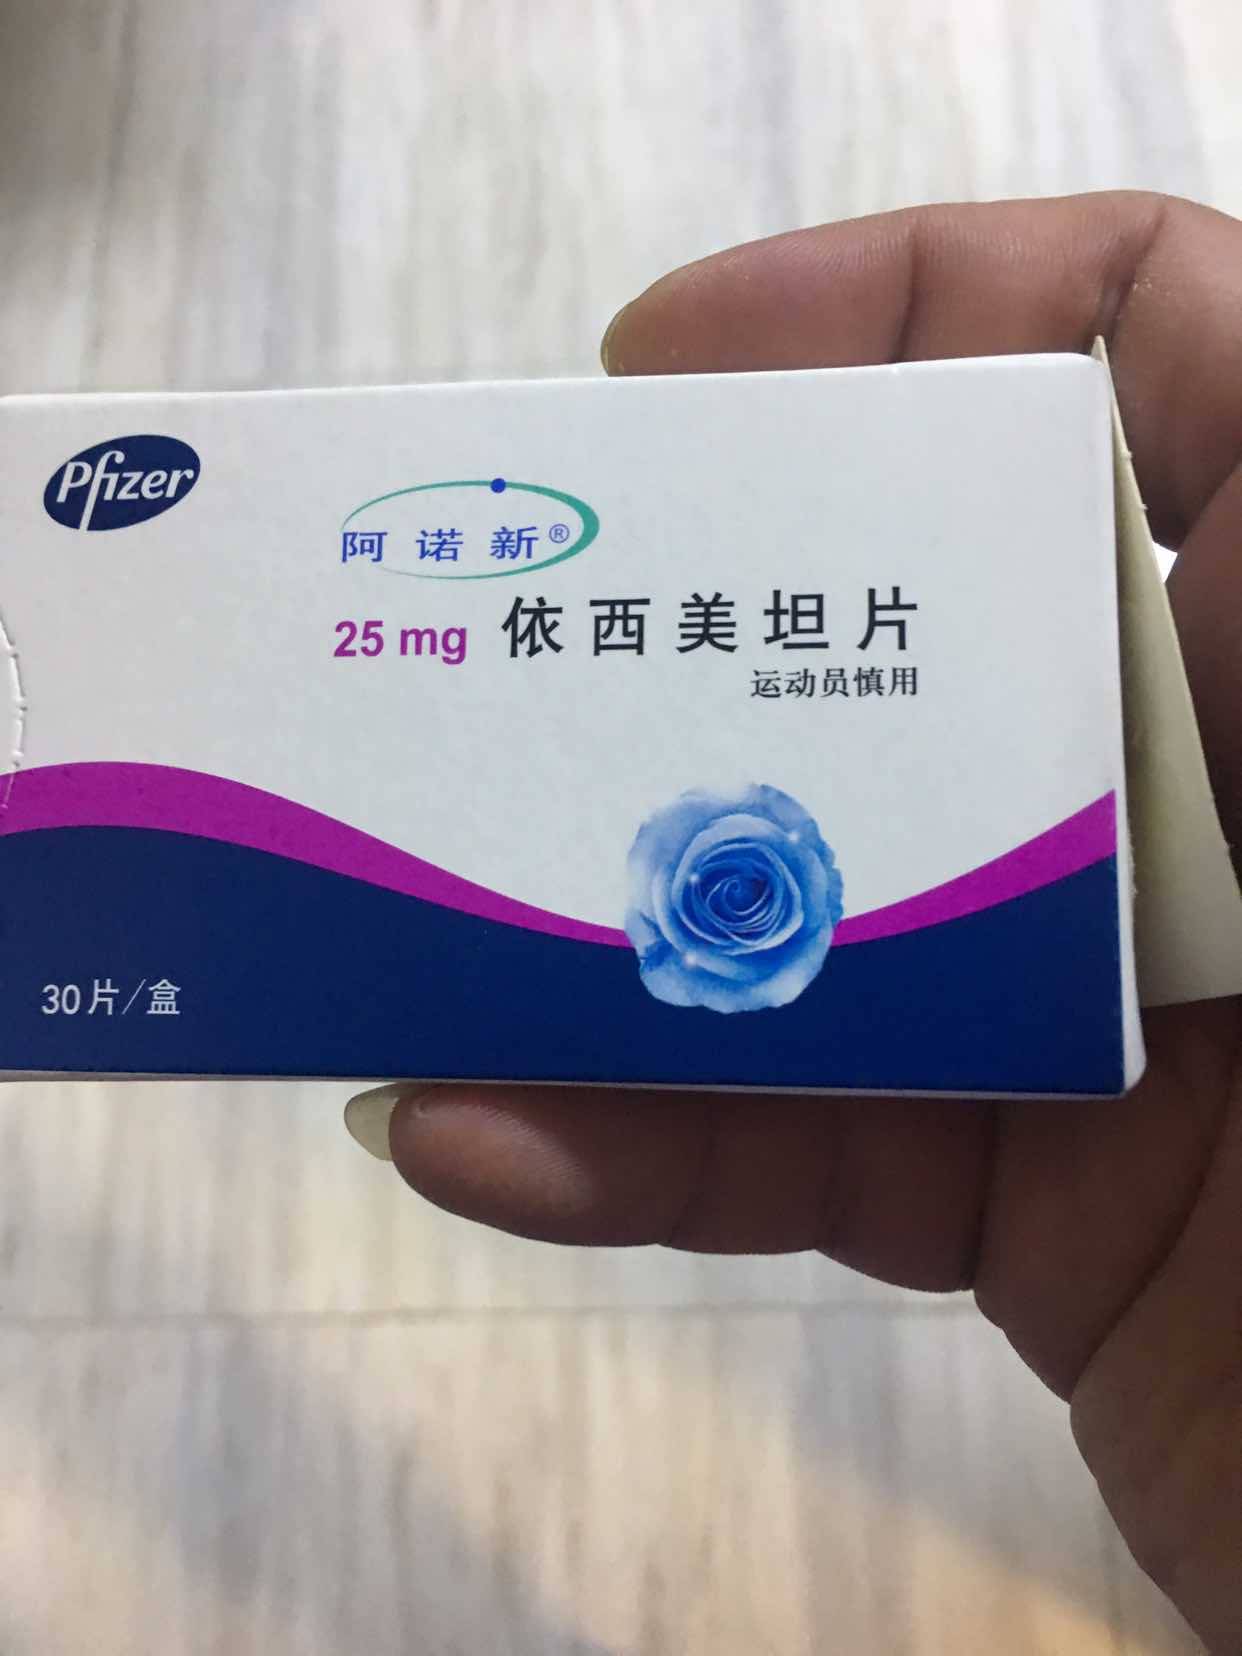 Pfizer
阿诺新®
25 mg 依西美坦片
运动员慎用
30片/盒